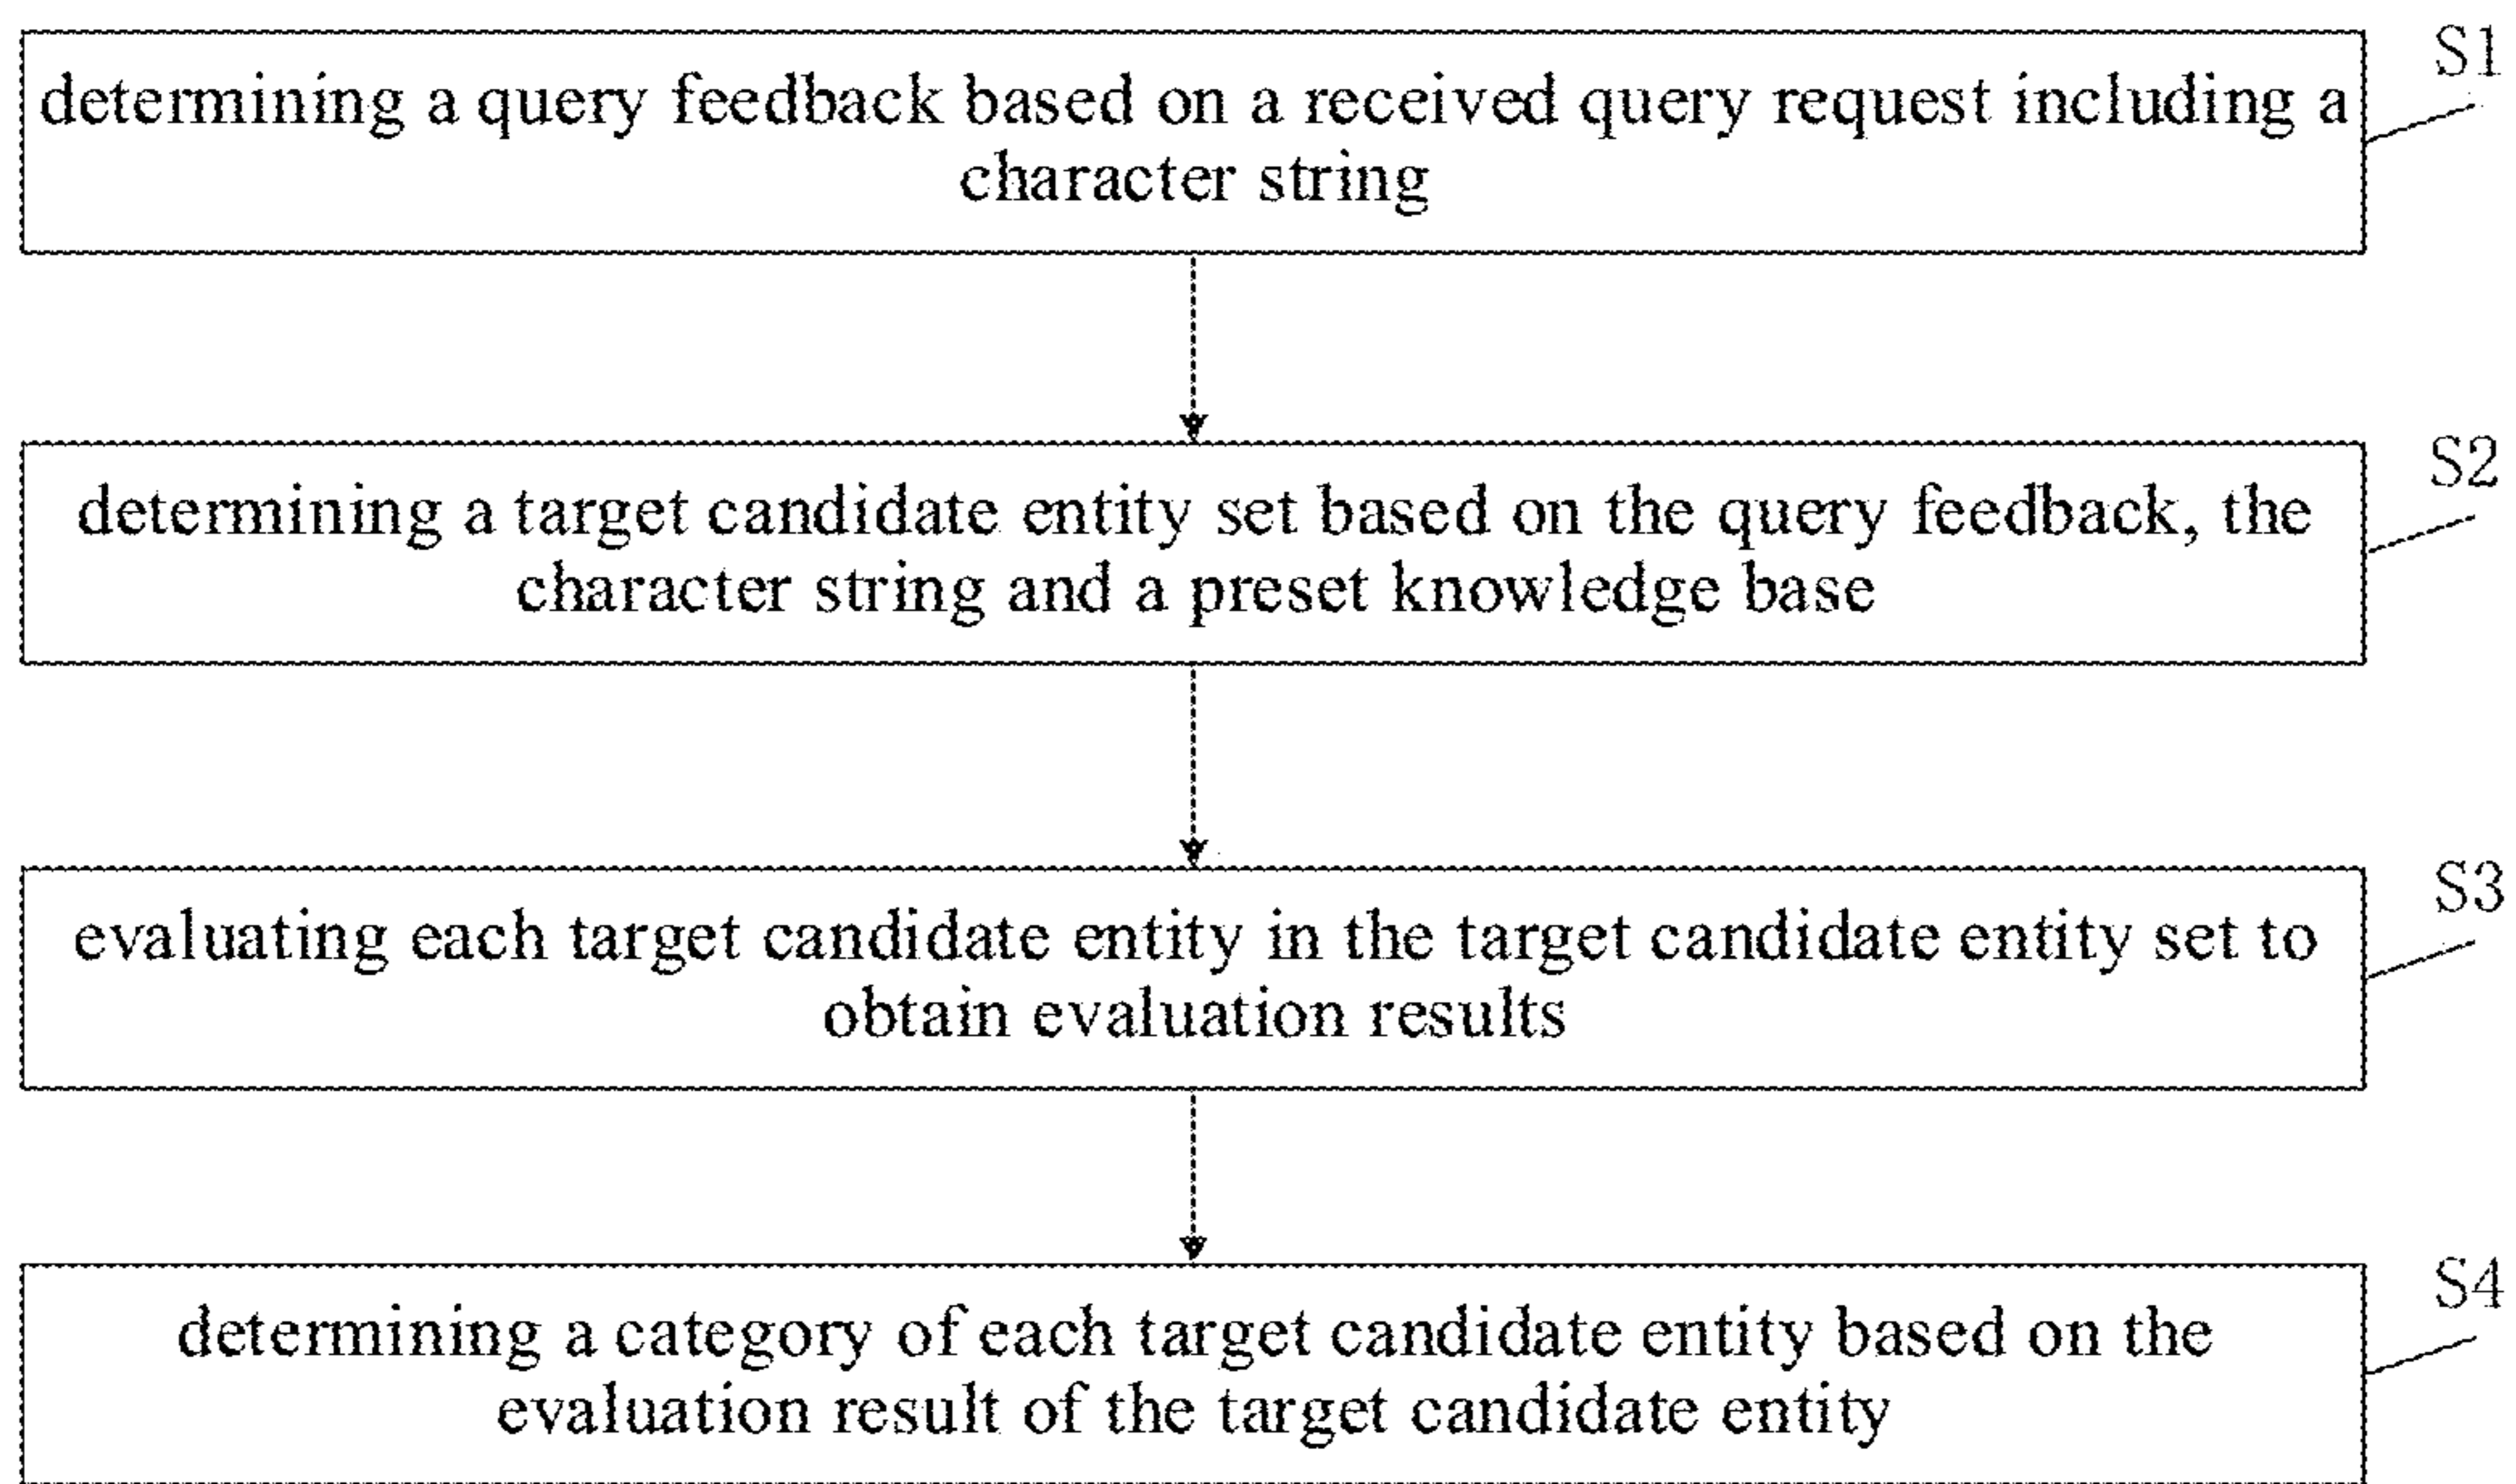 S1
determining a query feedback based on a received query request including a
character string
S2
determining a target candidate entity set based on the query feedback, the
character string and a preset knowledge base
S3
evaluating each target candidate entity in the target candidate entity set to
obtain evaluation results
S4
determining a category of each target candidate entity based on the
evaluation result of the target candidate entity